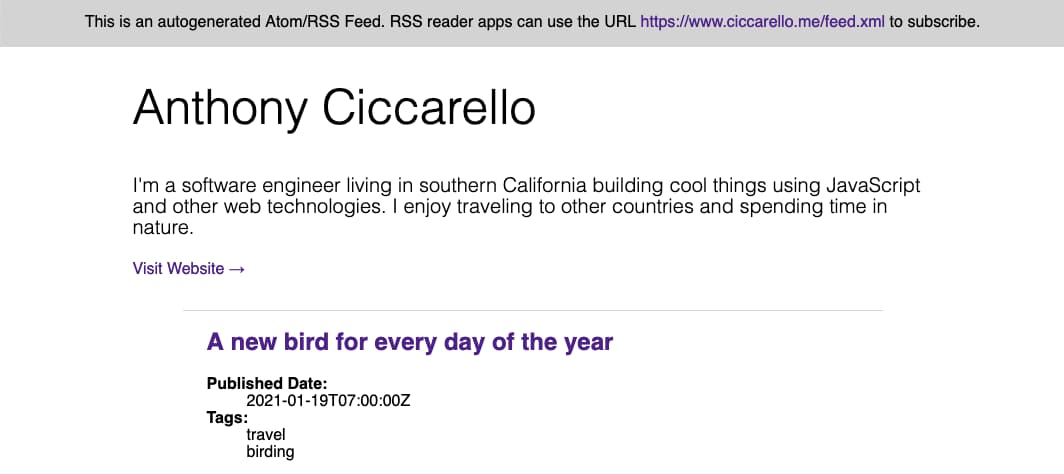 This is an autogenerated Atom/RSS Feed. RSS reader apps can use the URL https://www.ciccarello.me/feed.xml to subscribe.
Anthony Ciccarello
I'm a software engineer living in southern California building cool things using JavaScript
and other web technologies. I enjoy traveling to other countries and spending time in
nature.
Visit Website →
A new bird for every day of the year
Published Date:
2021-01-19T07:00:00Z
Tags:
travel
birding